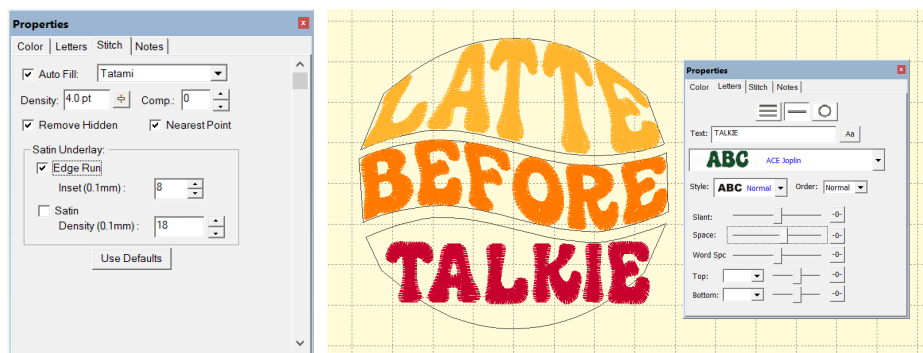 Properties
x
Color Letters Stitch Notes
Auto Fill: Tatami
Density: 4.0 pt Comp.: 0
Remove Hidden Nearest Point
Satin Underlay:
Edge Run
Inset (0.1mm) : 8
Satin
Density (0.1mm) : 18
Use Defaults
LATTE
BEFORE
TALKIE
Properties
x
Color Letters Stitch Notes
Text: TALKIE Aa
ABC ACE Joplin
Style: ABC Normal Order: Normal
Slant: -0-
Space: -0-
Word Spc -0-
Top: -0-
Bottom: -0-